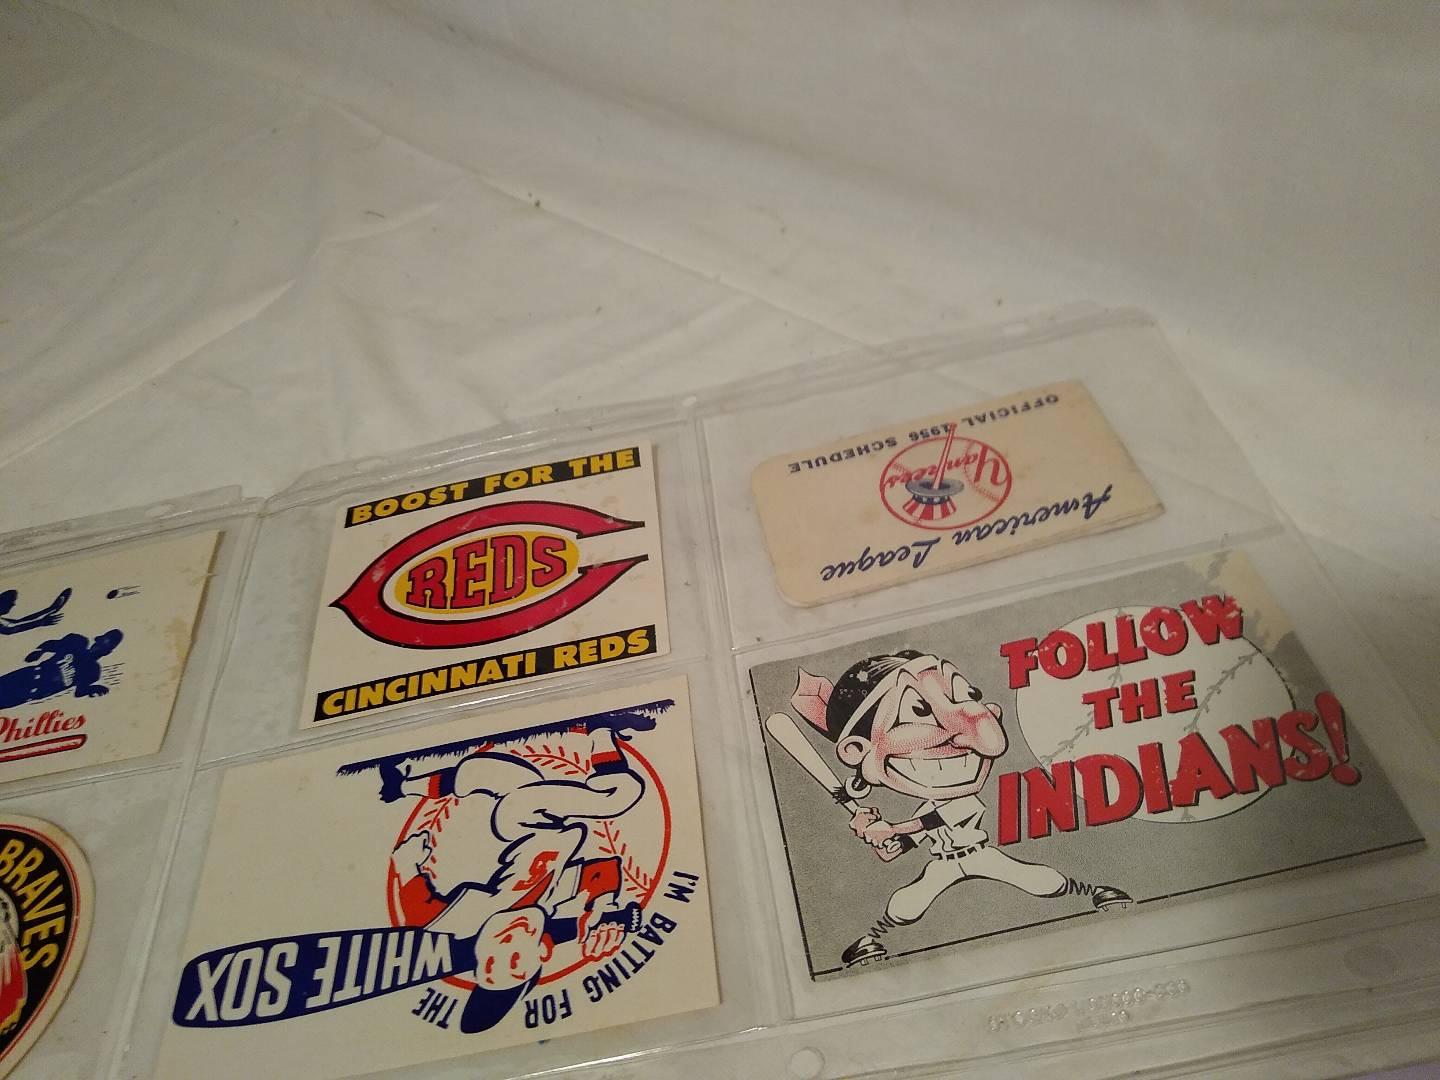 BOOST FOR THE
REDS
CINCINNATI REDS
American League
Yankees
OFFICIAL 1956 SCHEDULE
Phillies
BRAVES
I'M BATTING FOR
THE
WHITE SOX
FOLLOW
THE
INDIANS!